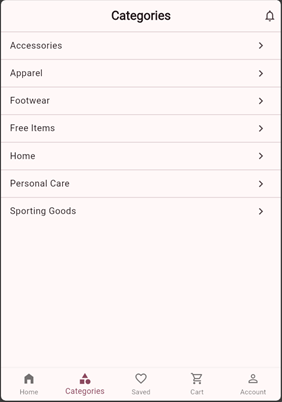 Categories
Accessories
Apparel
Footwear
Free Items
Home
Personal Care
Sporting Goods
Home Categories Saved Cart Account